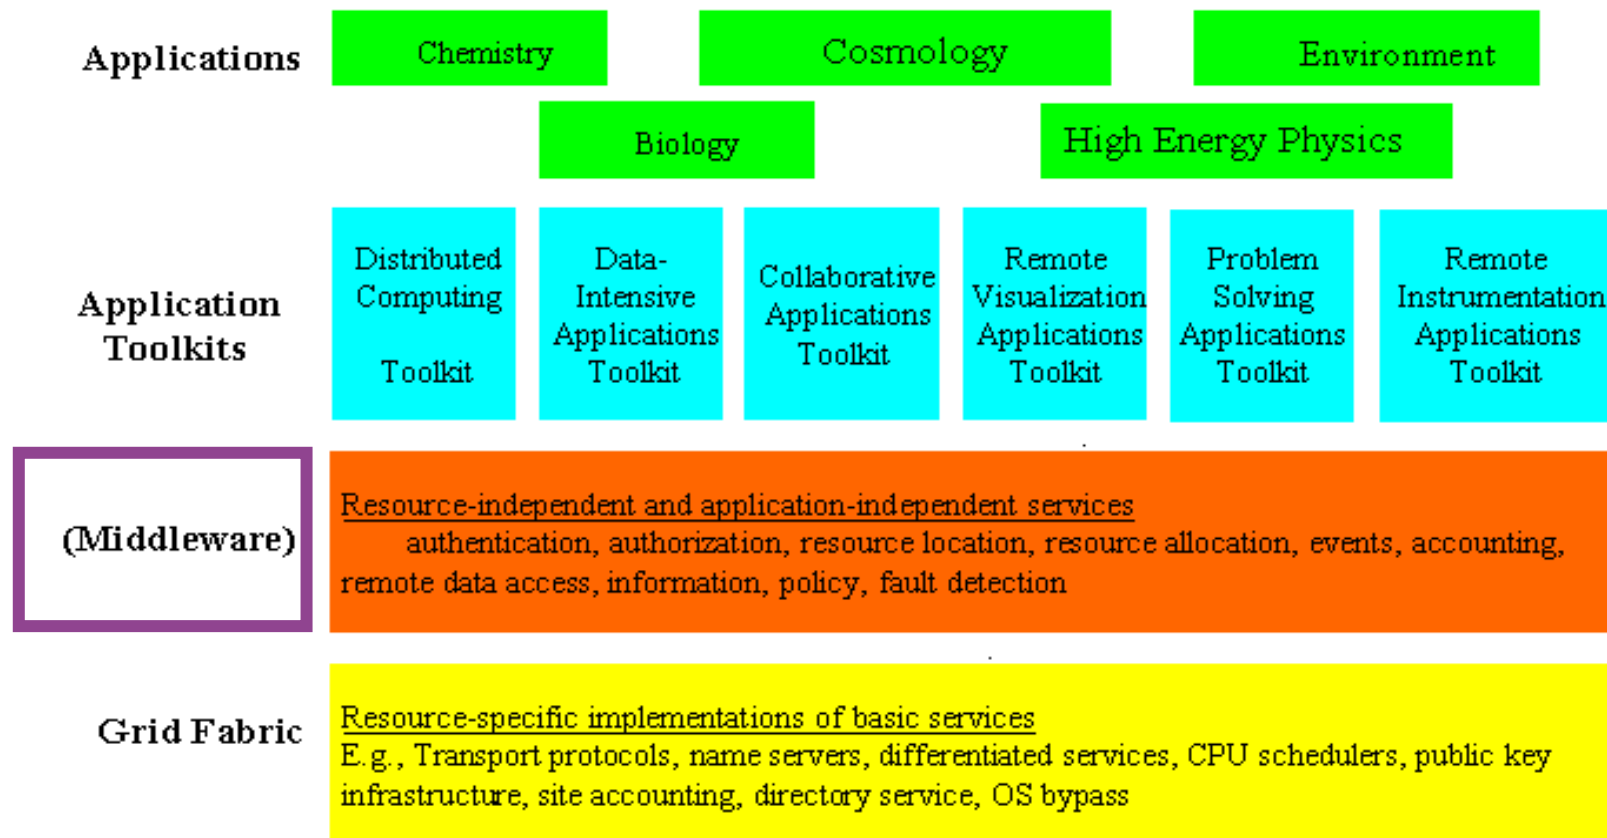 Applications
Chemistry
Cosmology
Environment
Biology
High Energy Physics
Application
Toolkits
Distributed
Computing
Toolkit
Data-
Intensive
Applications
Toolkit
Collaborative
Applications
Toolkit
Remote
Visualization
Applications
Toolkit
Problem
Solving
Applications
Toolkit
Remote
Instrumentation
Applications
Toolkit
(Middleware)
Resource-independent and application-independent services
authentication, authorization, resource location, resource allocation, events, accounting,
remote data access, information, policy, fault detection
Grid Fabric
Resource-specific implementations of basic services
E.g., Transport protocols, name servers, differentiated services, CPU schedulers, public key
infrastructure, site accounting, directory service, OS bypass